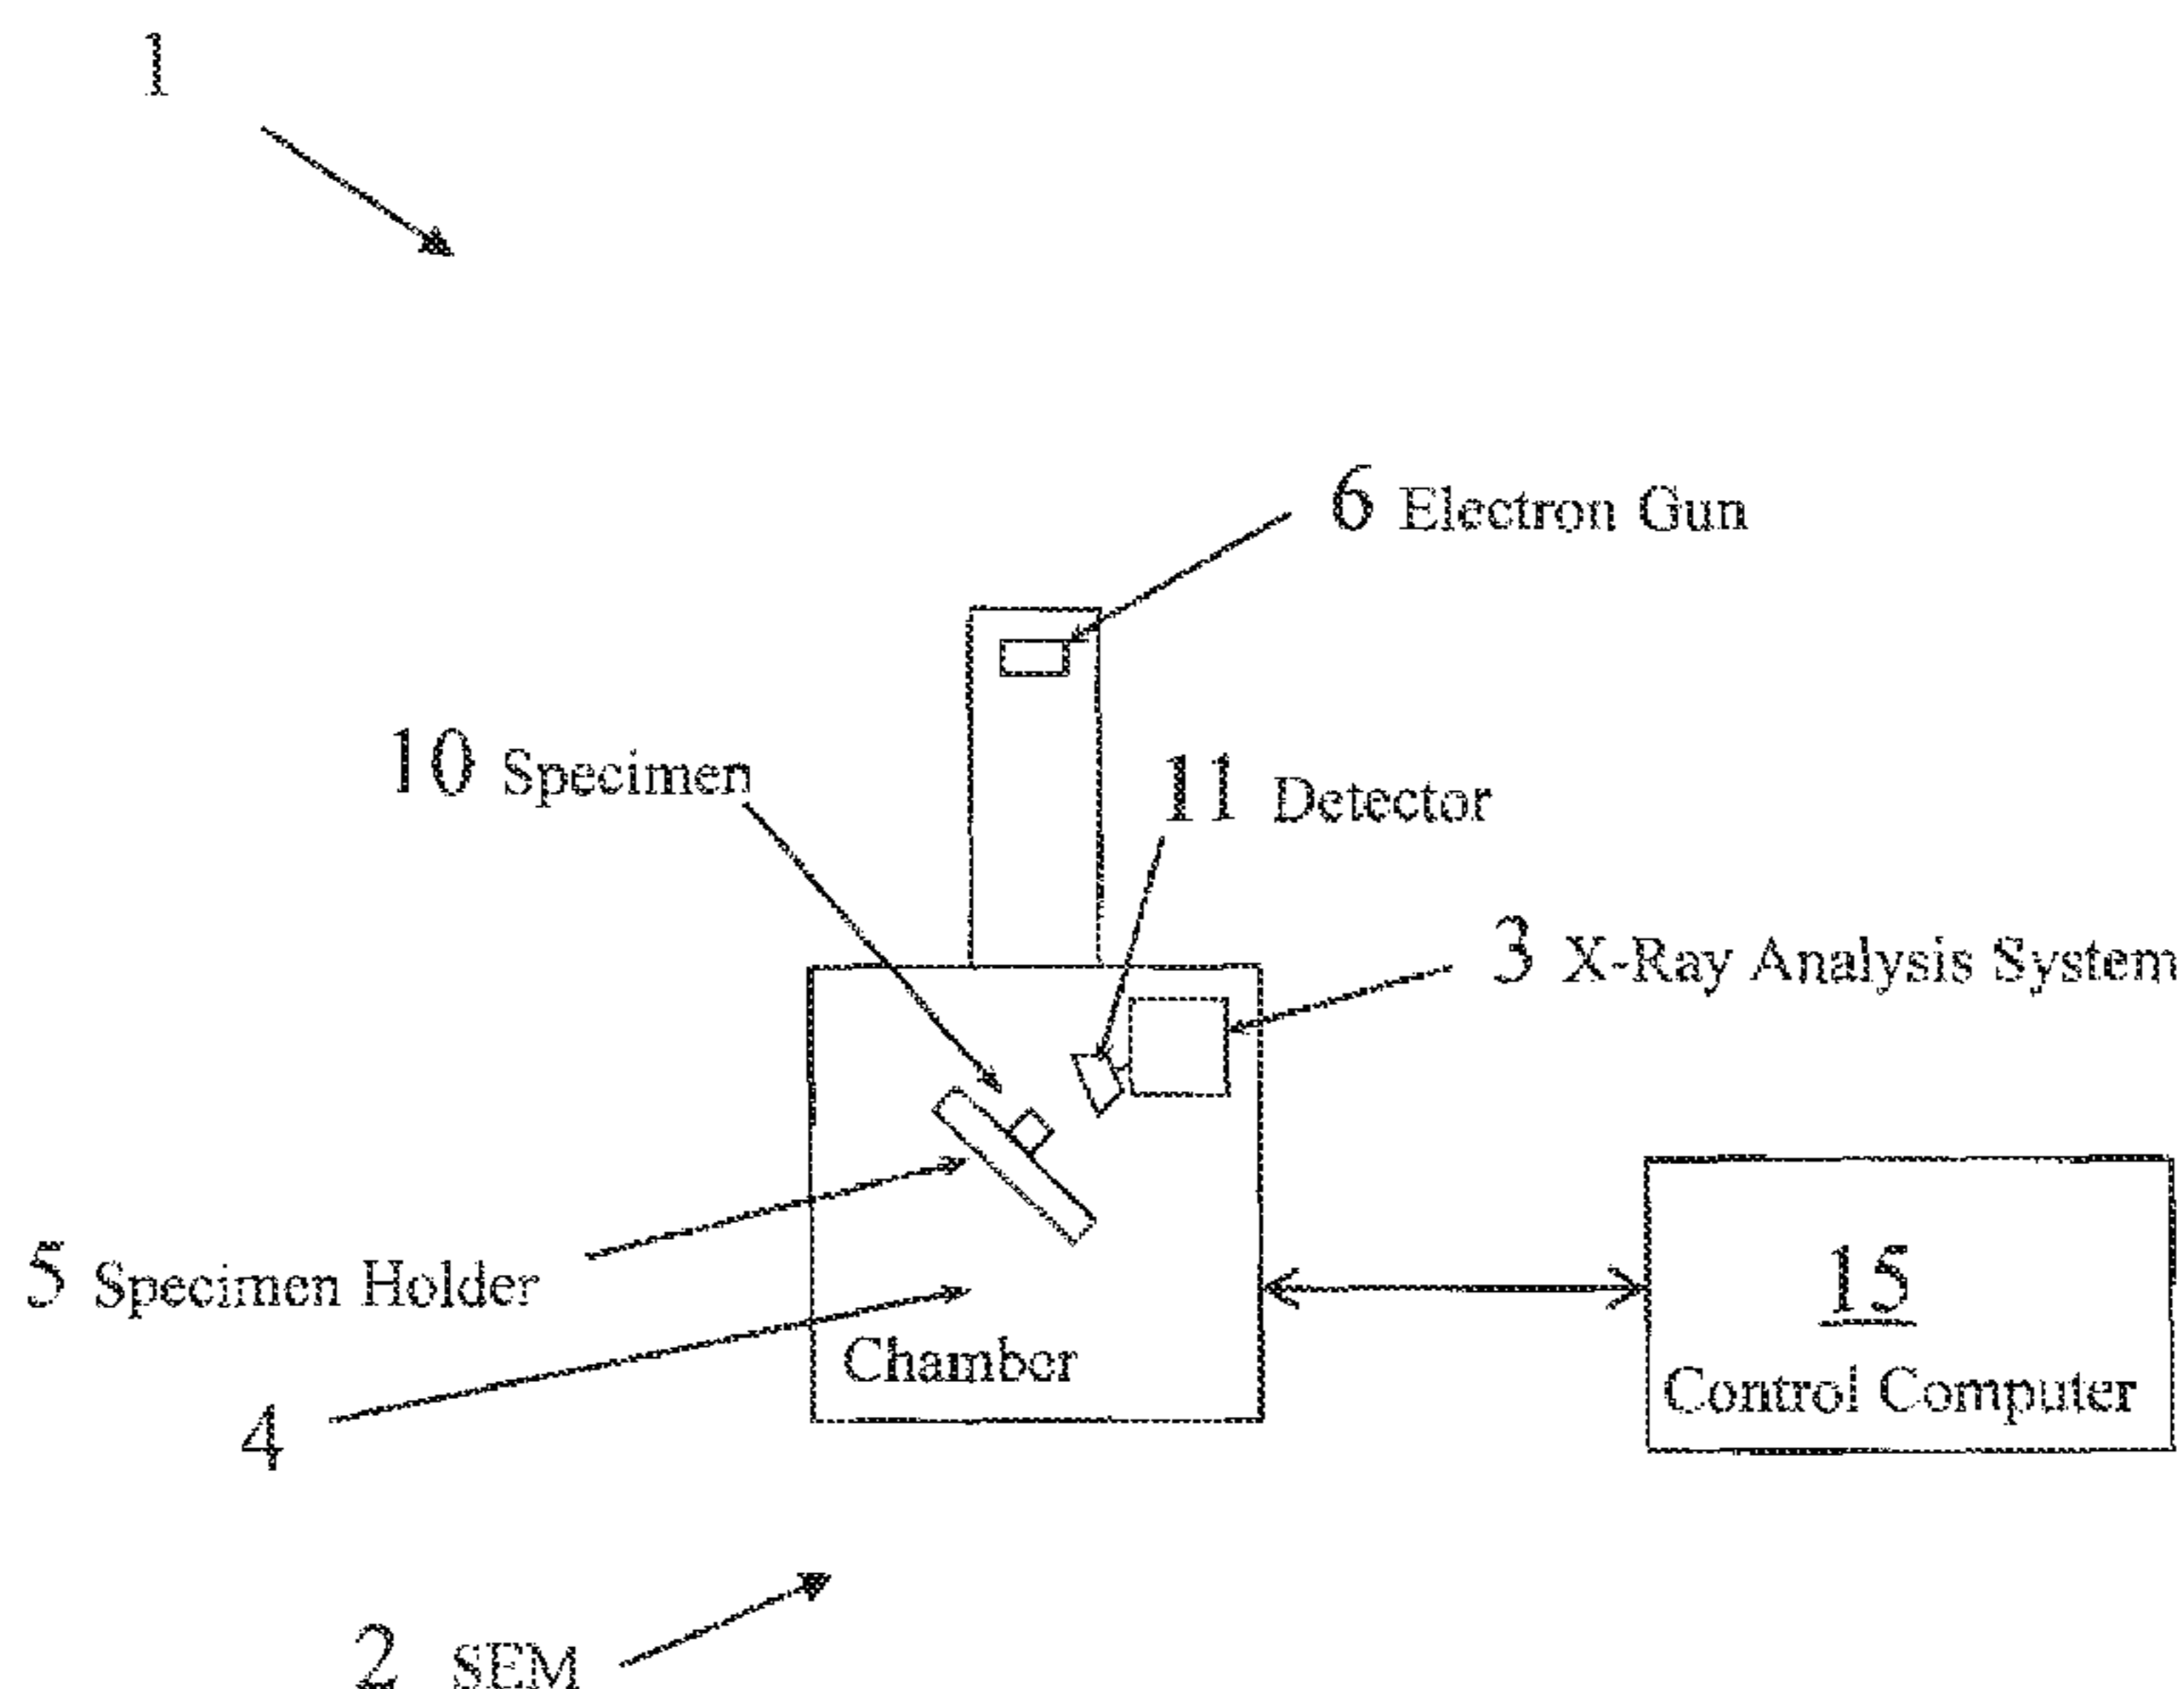 1
6 Electron Gun
10 Specimen
11 Detector
3 X-Ray Analysis System
5 Specimen Holder
15
Chamber
Control Computer
4
2 SEM